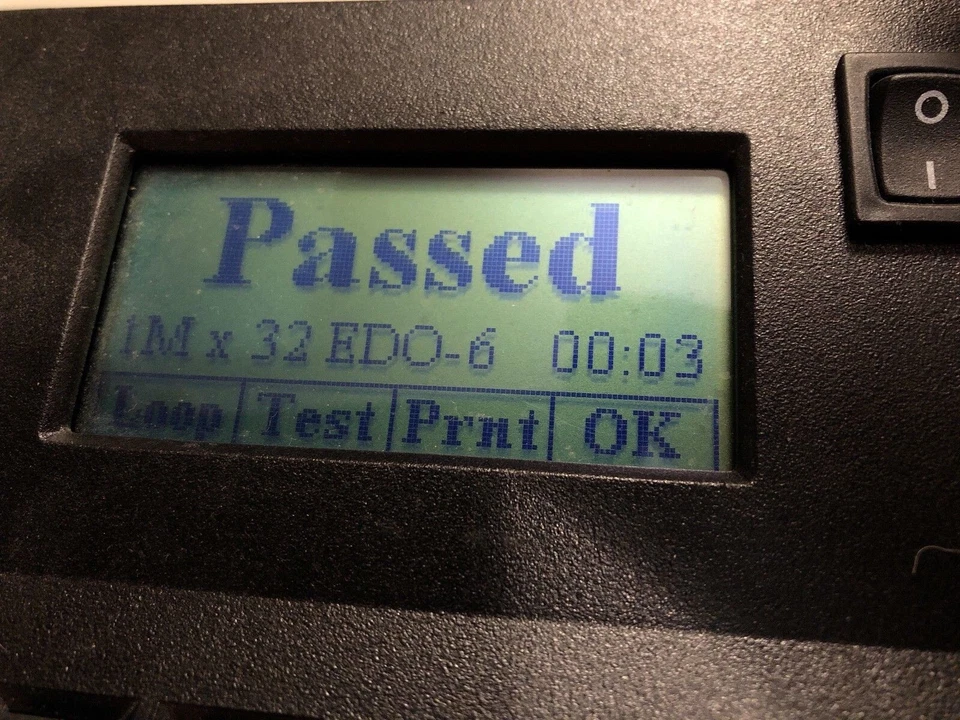 Passed
1M x 32 EDO-6 00:03
Loop Test Prnt OK
O
I